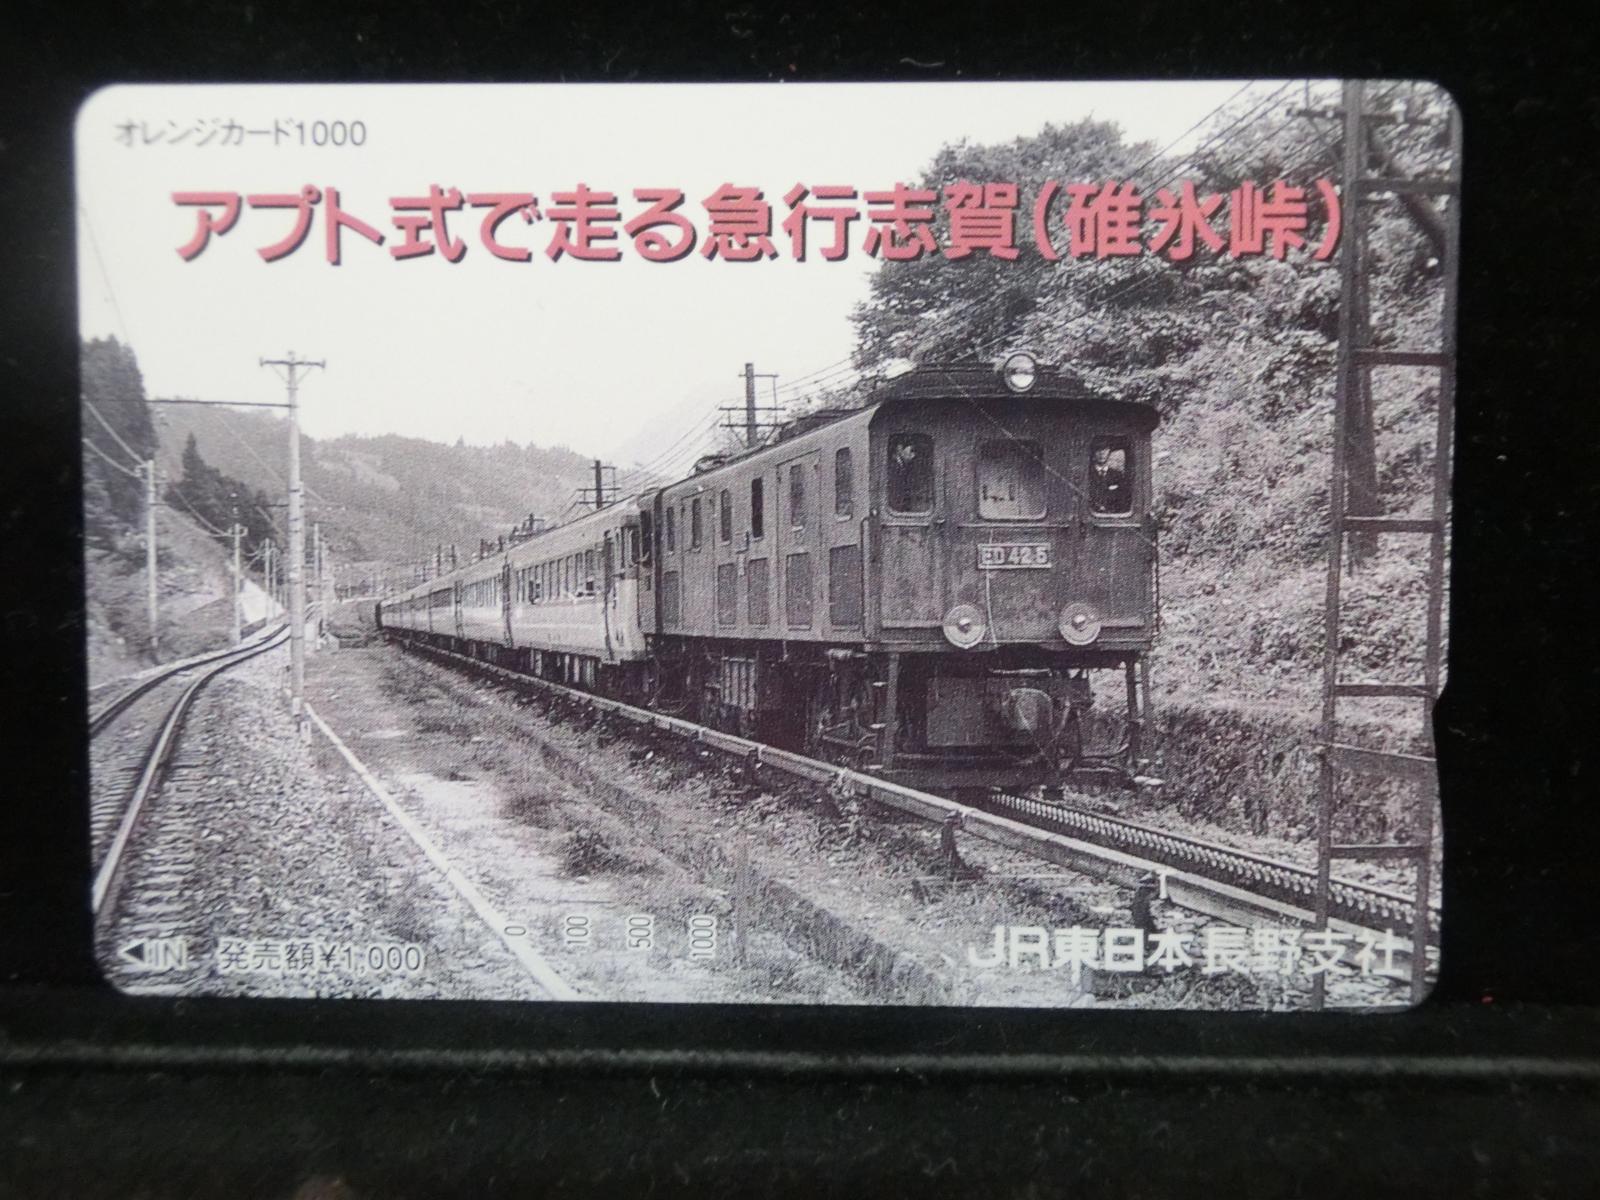 オレンジカード1000
アプト式で走る急行志賀(碓氷峠)
ED42 5
◁IN 発売額¥1,000
0 100 500 1000
JR東日本 長野支社